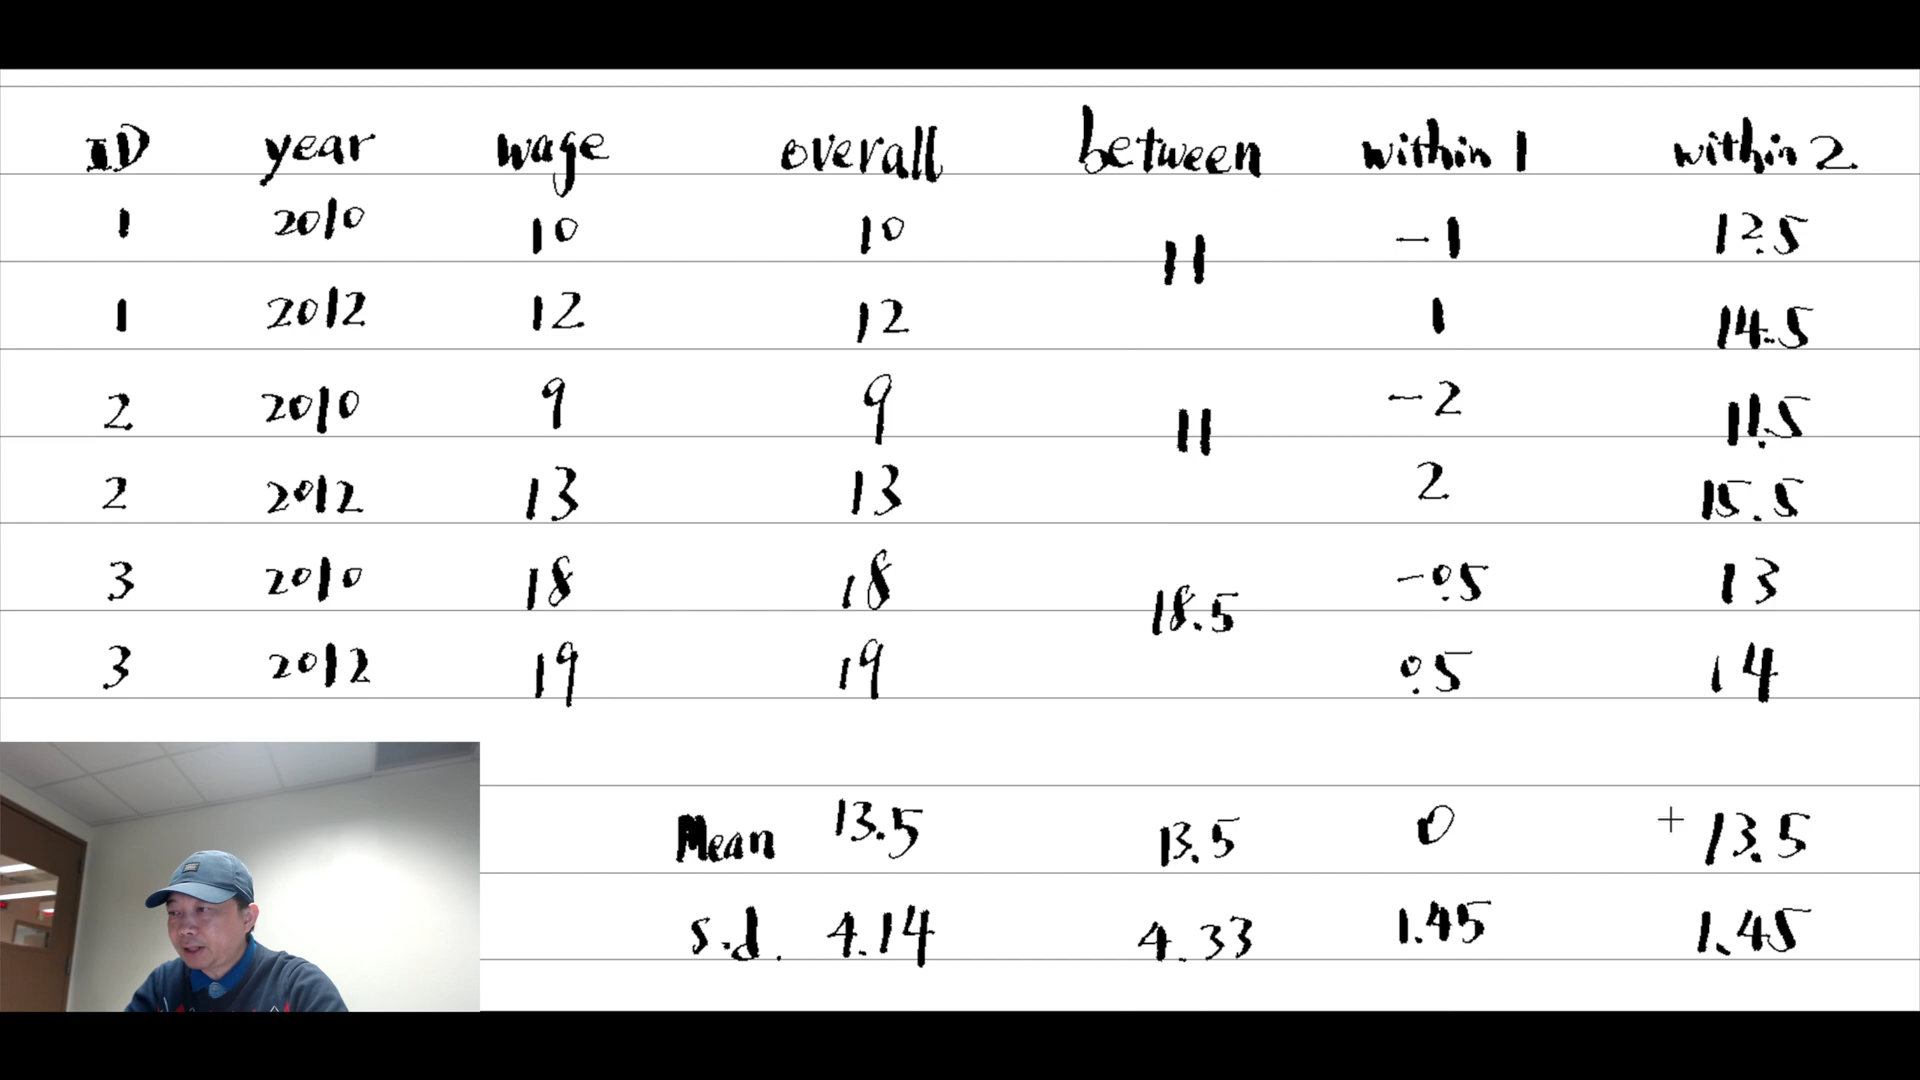 ID year wage overall between within 1 within 2
1 2010 10 10 11 -1 12.5
1 2012 12 12 1 14.5
2 2010 9 9 11 -2 11.5
2 2012 13 13 2 15.5
3 2010 18 18 18.5 -0.5 13
3 2012 19 19 0.5 14
Mean 13.5 13.5 0 13.5
s.d. 4.14 4.33 1.45 1.45